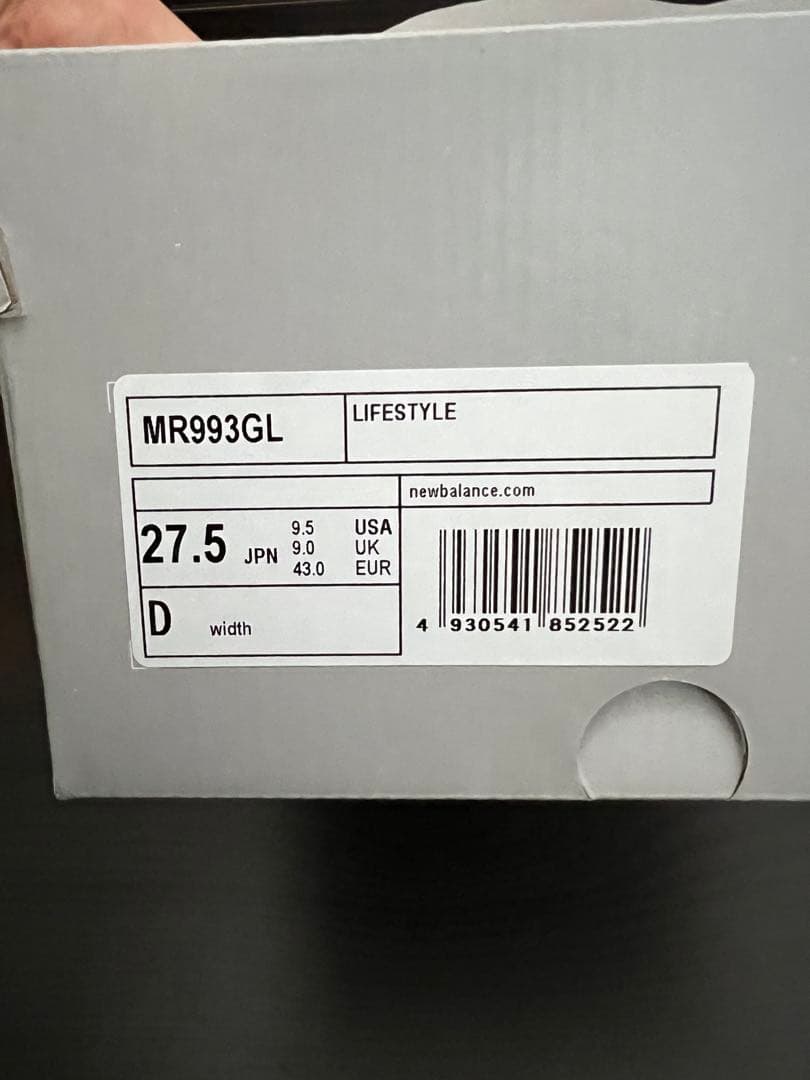 MR993GL
LIFESTYLE
newbalance.com
27.5 JPN
9.5 USA
9.0 UK
43.0 EUR
D width
4 930541 852522